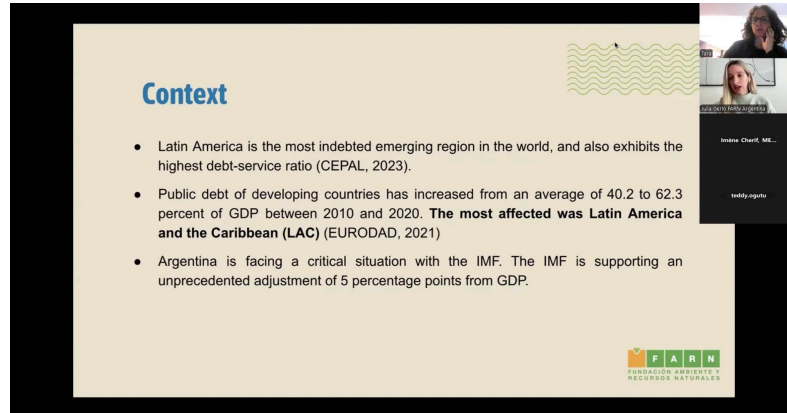 Context
● Latin America is the most indebted emerging region in the world, and also exhibits the
highest debt-service ratio (CEPAL, 2023).
● Public debt of developing countries has increased from an average of 40.2 to 62.3
percent of GDP between 2010 and 2020. The most affected was Latin America
and the Caribbean (LAC) (EURODAD, 2021)
● Argentina is facing a critical situation with the IMF. The IMF is supporting an
unprecedented adjustment of 5 percentage points from GDP.
FARN
FUNDACIÓN AMBIENTE Y
RECURSOS NATURALES
Julia Gerlo FARN Argentina
Imène Cherif, ME...
teddy.ogutu